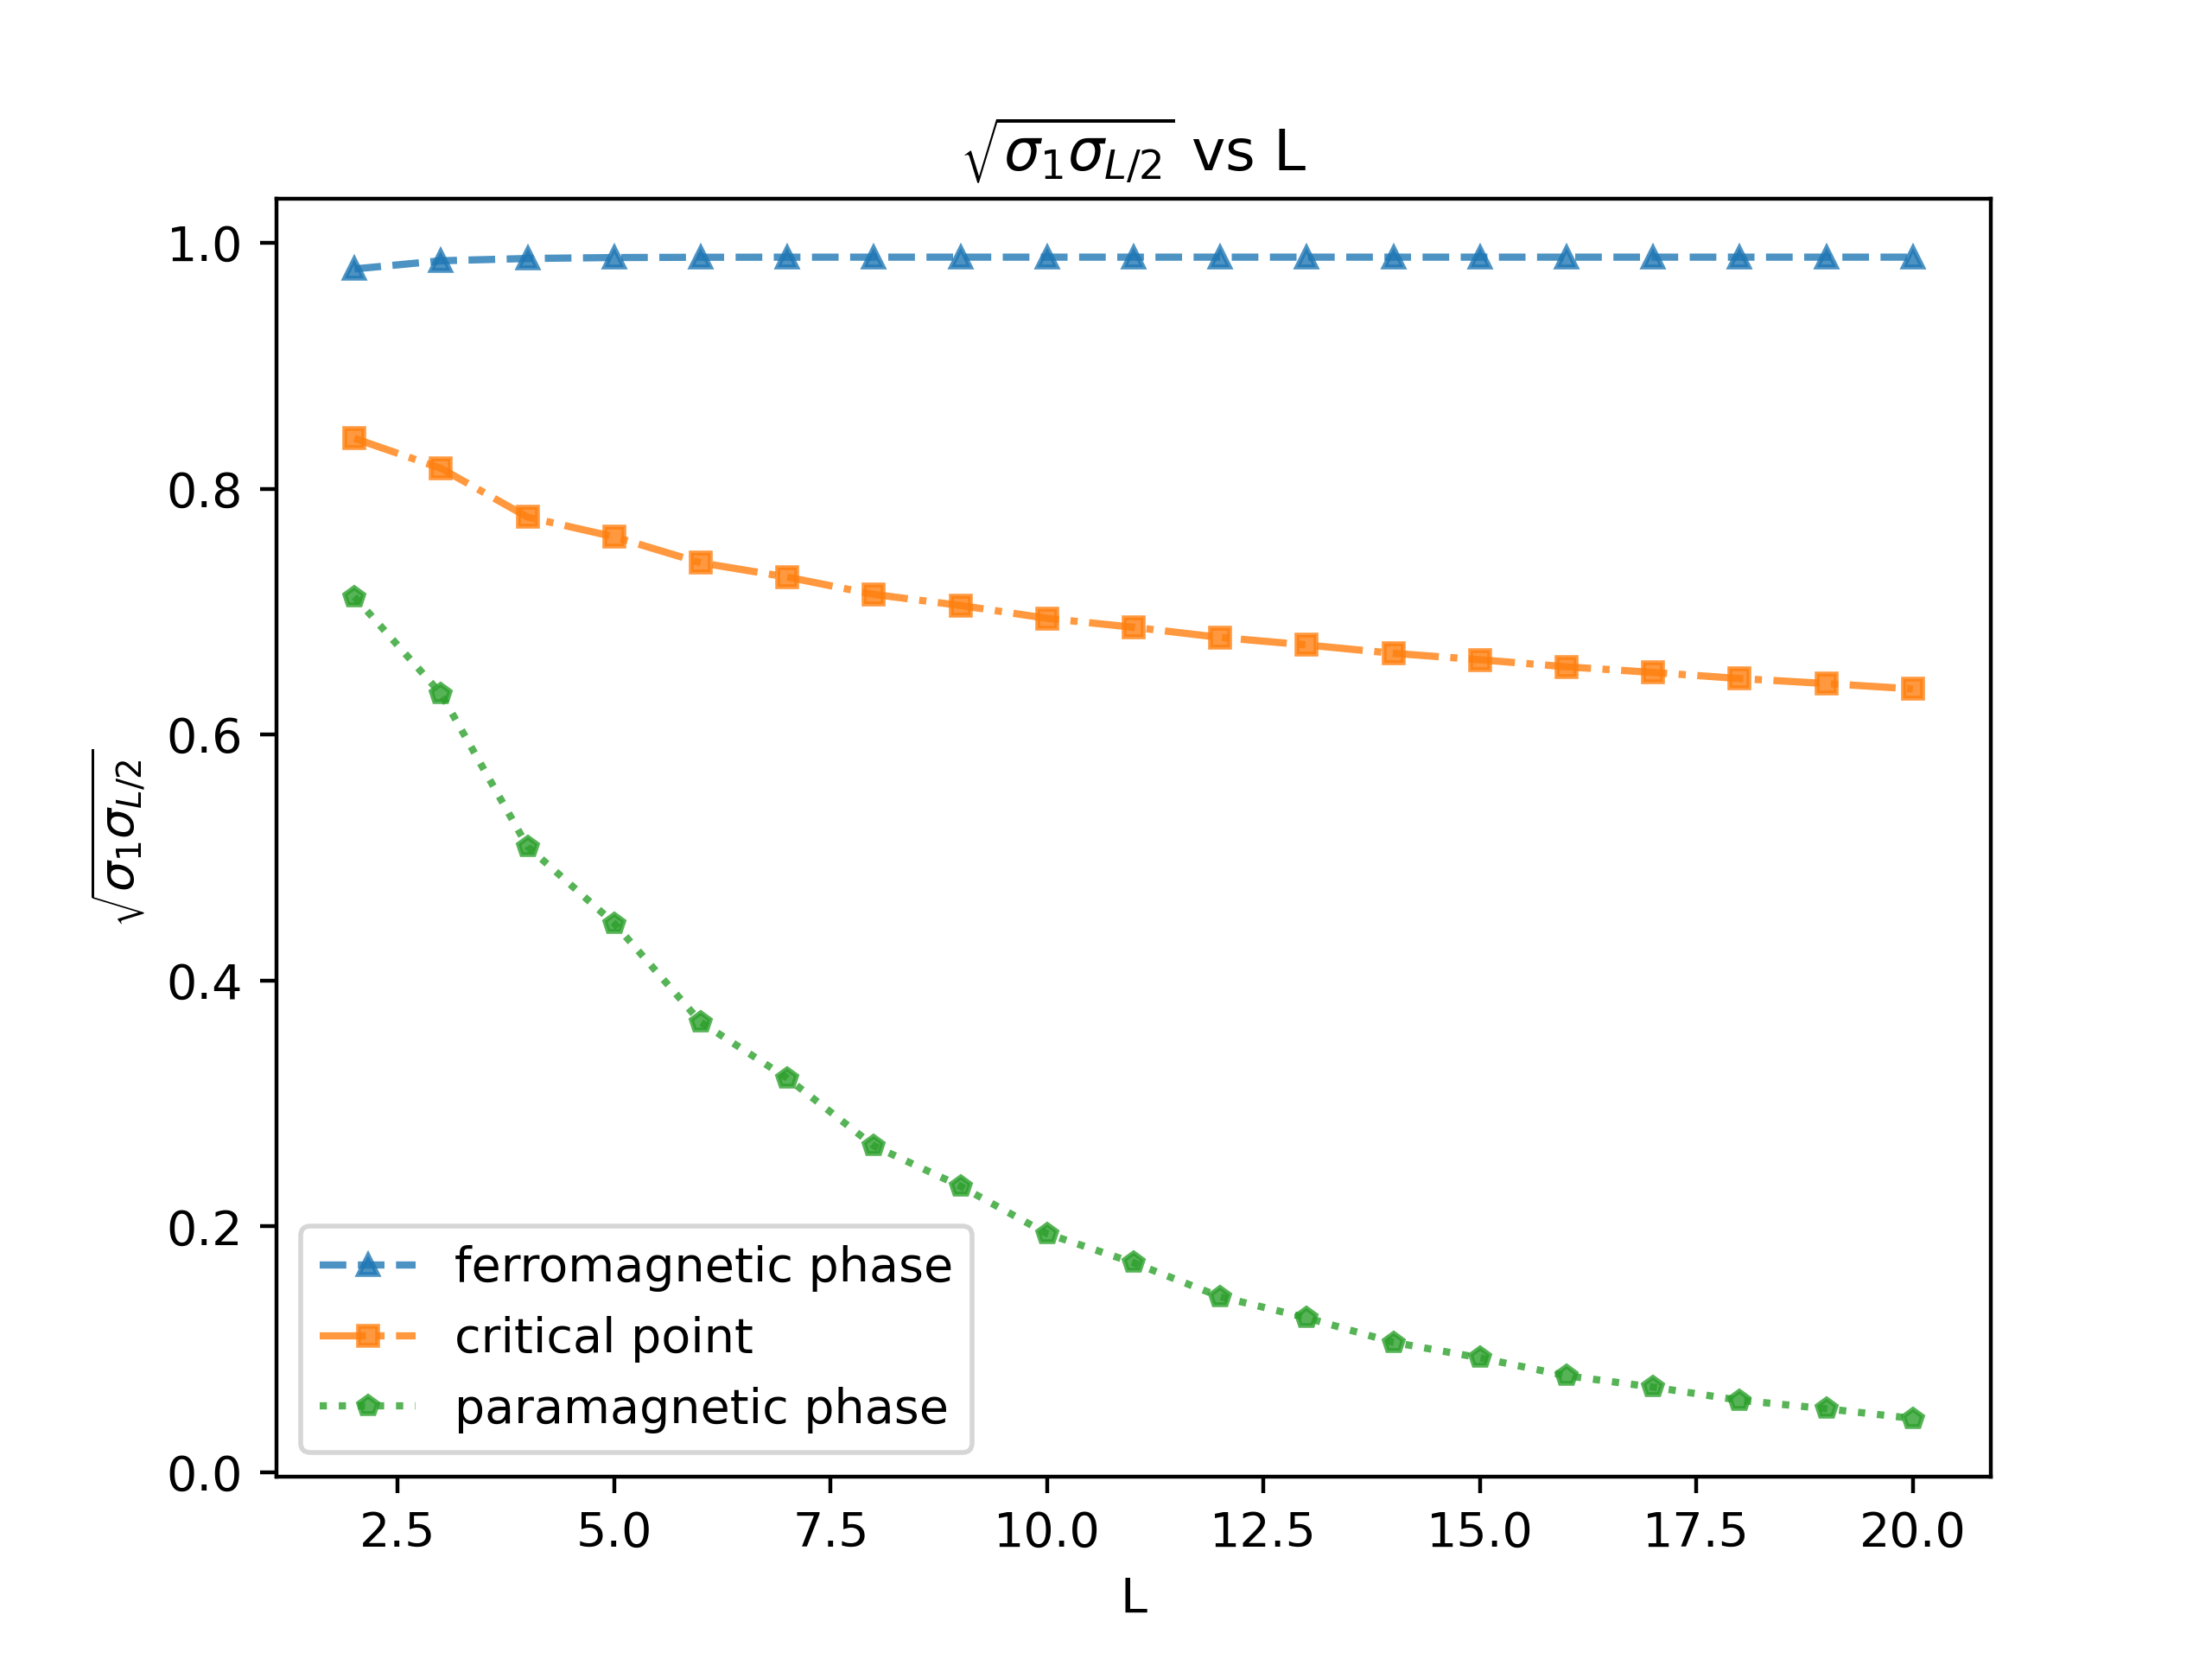 √σ₁σ_{L/2} vs L
√σ₁σ_{L/2}
1.0
0.8
0.6
0.4
0.2
0.0
ferromagnetic phase
critical point
paramagnetic phase
2.5 5.0 7.5 10.0 12.5 15.0 17.5 20.0
L